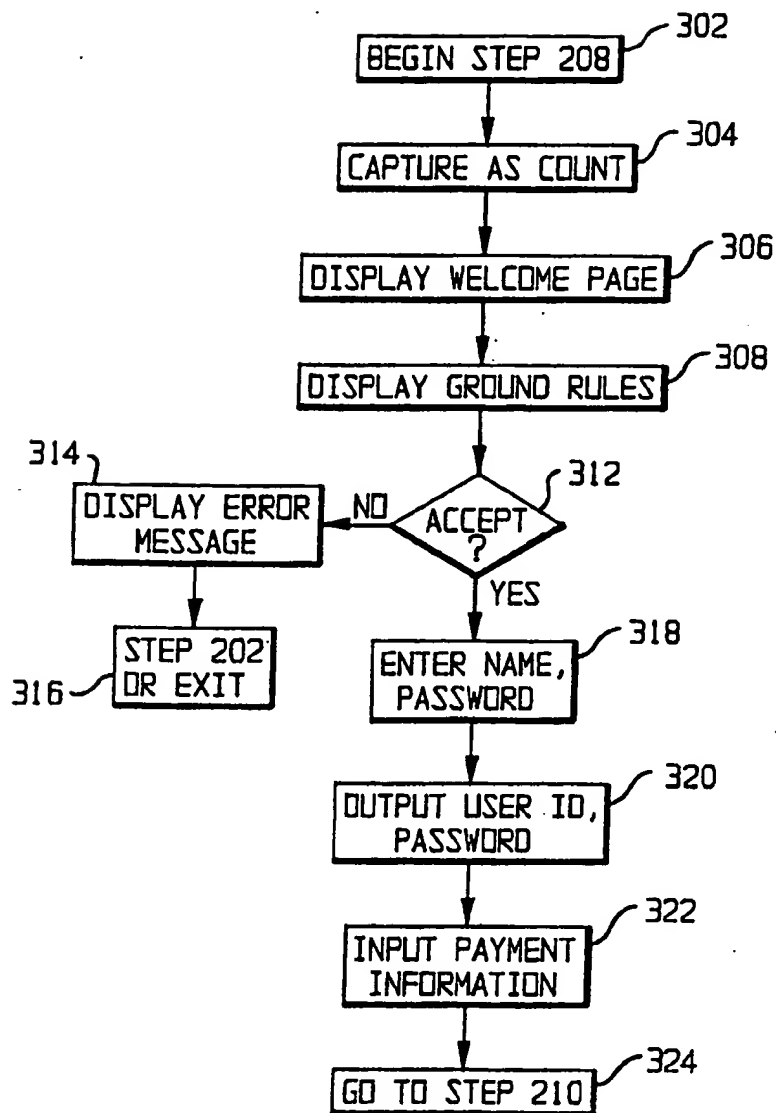 302
BEGIN STEP 208
304
CAPTURE AS COUNT
306
DISPLAY WELCOME PAGE
308
DISPLAY GROUND RULES
314
312
DISPLAY ERROR
MESSAGE
NO
ACCEPT
?
YES
316
STEP 202
OR EXIT
318
ENTER NAME,
PASSWORD
320
OUTPUT USER ID,
PASSWORD
322
INPUT PAYMENT
INFORMATION
324
GO TO STEP 210